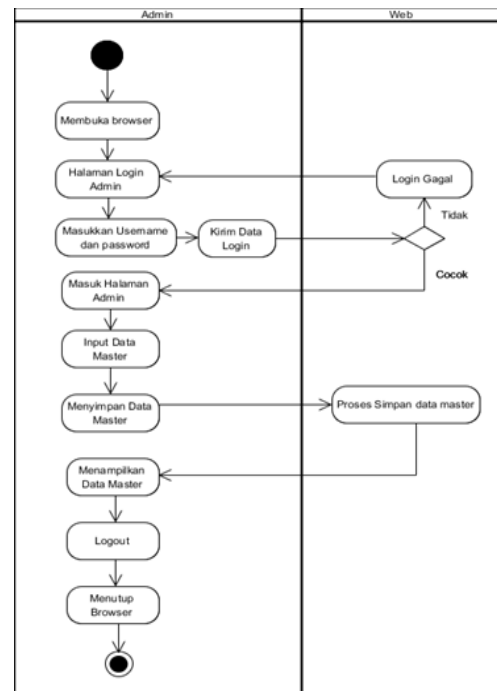 Admin
Web
Membuka browser
Halaman Login
Admin
Login Gagal
Tidak
Masukkan Username
dan password
Kirim Data
Login
Cocok
Masuk Halaman
Admin
Input Data
Master
Menyimpan Data
Master
Proses Simpan data master
Menampilkan
Data Master
Logout
Menutup
Browser